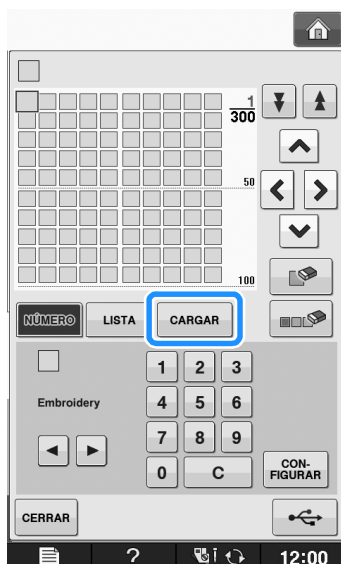 1
300
50
100
NÚMERO LISTA CARGAR
1 2 3
Embroidery 4 5 6
7 8 9
0 C CON-
FIGURAR
CERRAR
? 12:00